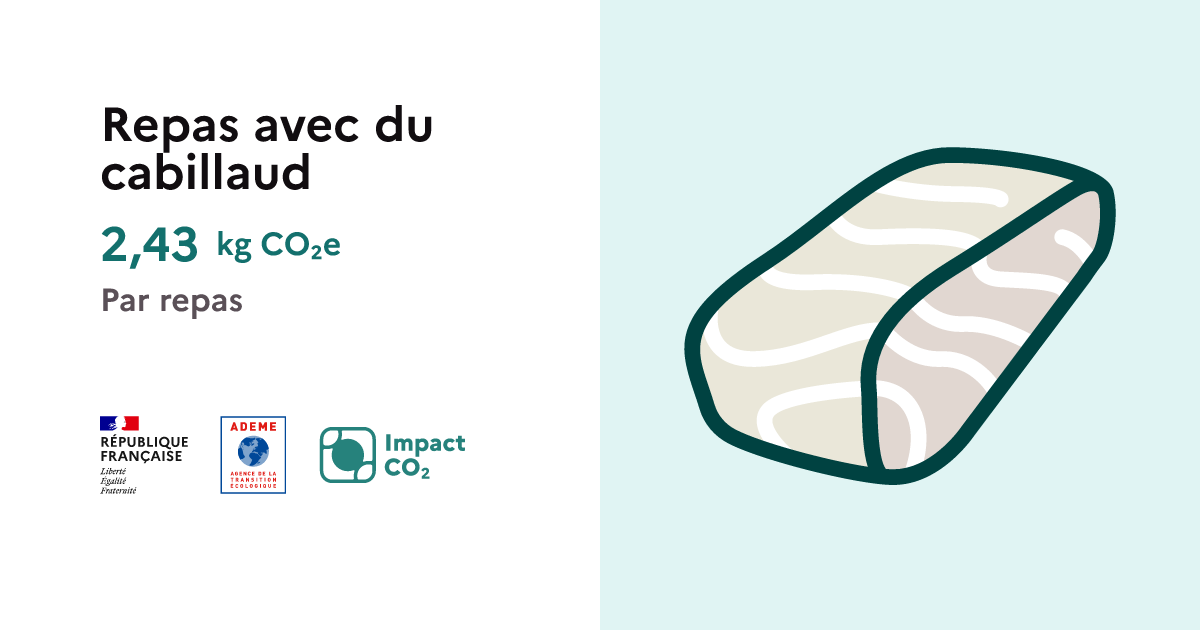 Repas avec du
cabillaud
2,43 kg CO₂e
Par repas
RÉPUBLIQUE
FRANÇAISE
Liberté
Égalité
Fraternité
ADEME
AGENCE DE LA
TRANSITION
ÉCOLOGIQUE
Impact
CO₂